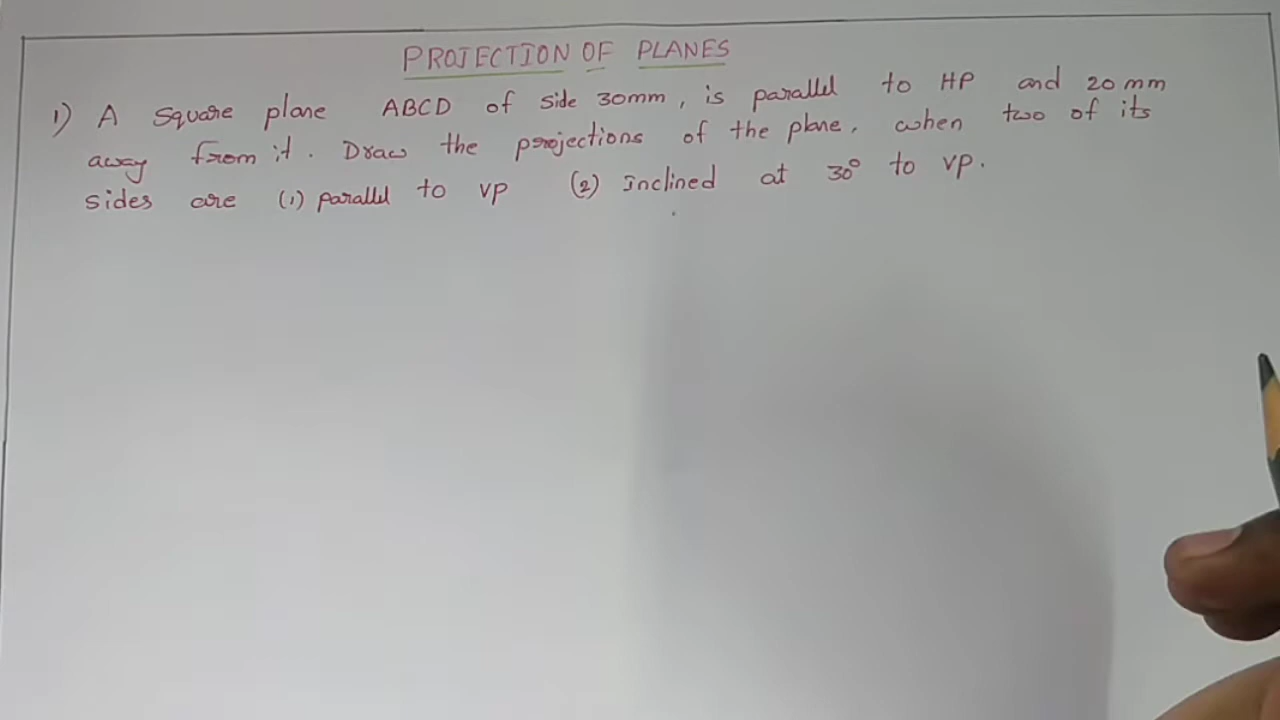 PROJECTION OF PLANES
1) A square plane ABCD of side 30mm, is parallel to HP and 20mm
away from it. Draw the projections of the plane, when two of its
sides are (1) parallel to VP (2) Inclined at 30° to VP.